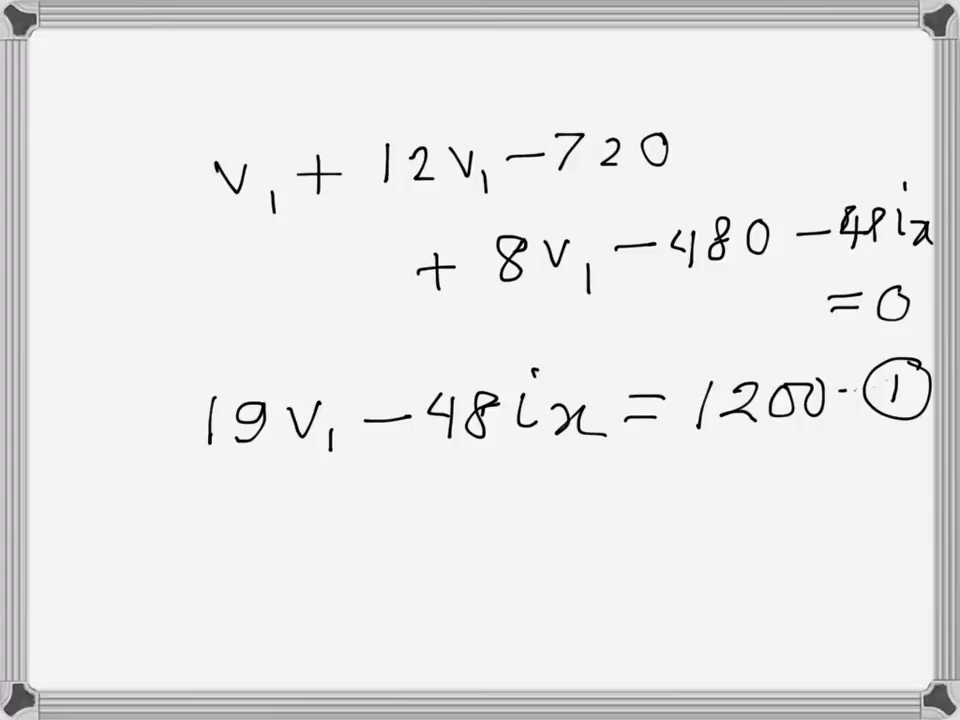 v₁ + 12v₁ - 720
+ 8v₁ - 480 - 48ix
= 0
19v₁ - 48ix = 1200 -- ①